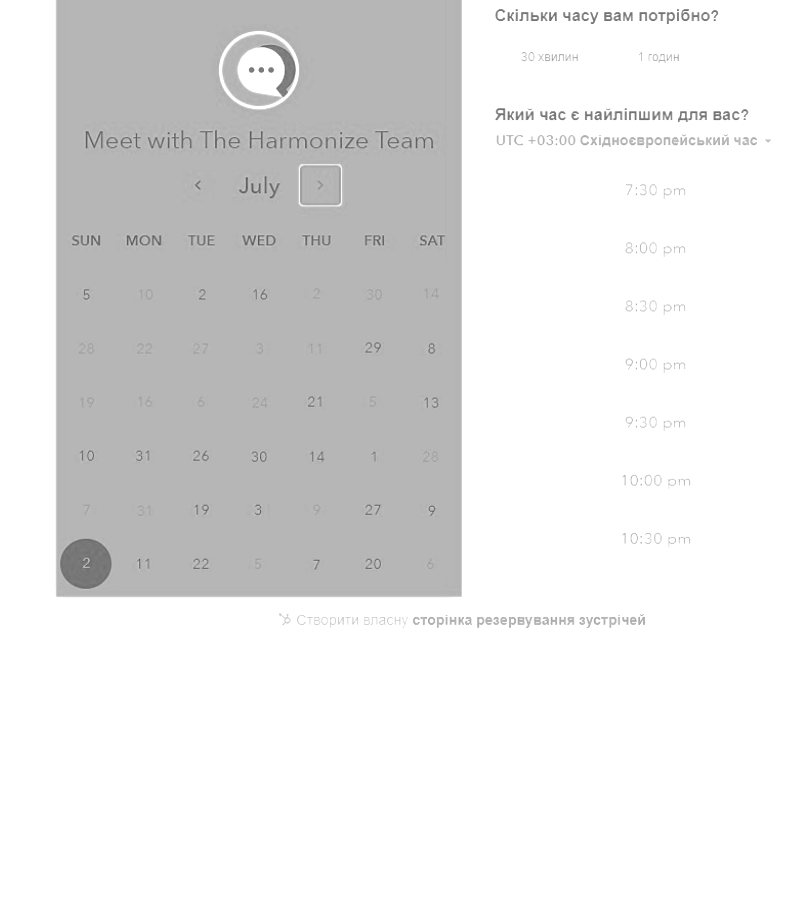 Meet with The Harmonize Team
July
SUN MON TUE WED THU FRI SAT
5 10 2 16 2 30 14
28 22 27 3 11 29 8
19 16 6 24 21 5 13
10 31 26 30 14 1 28
7 31 19 3 9 27 9
2 11 22 5 7 20 6
Скільки часу вам потрібно?
30 хвилин 1 годин
Який час є найліпшим для вас?
UTC +03:00 Східноєвропейський час
7:30 pm
8:00 pm
8:30 pm
9:00 pm
9:30 pm
10:00 pm
10:30 pm
Створити власну сторінка резервування зустрічей